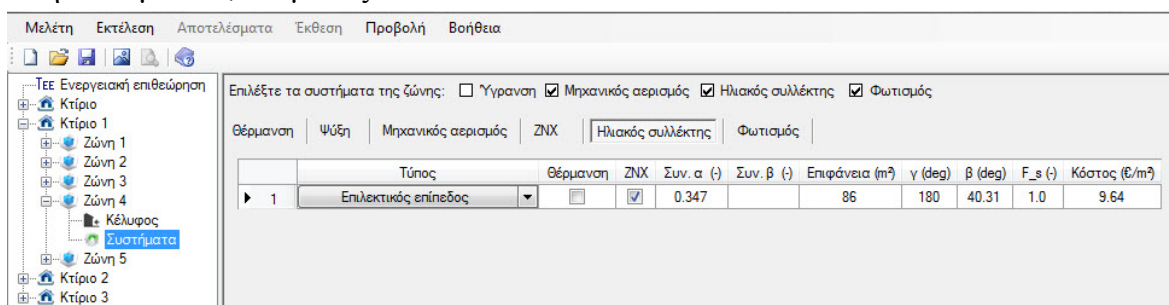 Μελέτη Εκτέλεση Αποτελέσματα Έκθεση Προβολή Βοήθεια
ΤΕΕ Ενεργειακή επιθεώρηση
Κτίριο
Κτίριο 1
Ζώνη 1
Ζώνη 2
Ζώνη 3
Ζώνη 4
Κέλυφος
Συστήματα
Ζώνη 5
Κτίριο 2
Κτίριο 3
Επιλέξτε τα συστήματα της ζώνης: Ύγρανση Μηχανικός αερισμός Ηλιακός συλλέκτης Φωτισμός
Θέρμανση Ψύξη Μηχανικός αερισμός ΖΝΧ Ηλιακός συλλέκτης Φωτισμός
Τύπος Θέρμανση ΖΝΧ Συν. α (-) Συν. β (-) Επιφάνεια (m²) γ (deg) β (deg) F_s (-) Κόστος (€/m²)
1 Επιλεκτικός επίπεδος 0.347 86 180 40.31 1.0 9.64